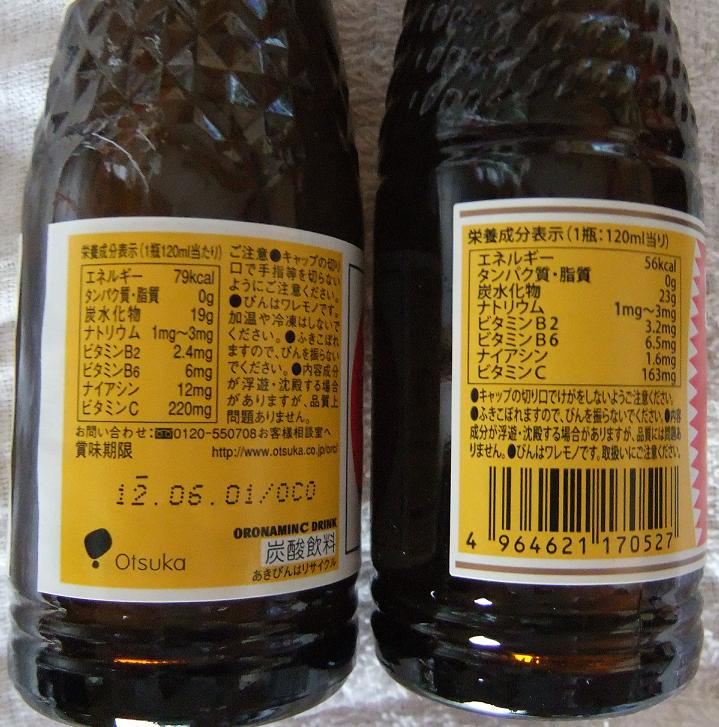 栄養成分表示(1瓶120ml当たり)
エネルギー 79kcal
タンパク質・脂質 0g
炭水化物 19g
ナトリウム 1mg～3mg
ビタミンB2 2.4mg
ビタミンB6 6mg
ナイアシン 12mg
ビタミンC 220mg
ご注意●キャップの切り
口で手指等を切らない
ようにご注意ください。
●びんはワレモノです。
加温や冷凍はしないで
ください。●ふきこぼれ
ますので、びんを振らない
でください。●内容成分
が浮遊・沈殿する場合
がありますが、品質上
問題ありません。
お問い合わせ:0120-550708お客様相談室へ
賞味期限 http://www.otsuka.co.jp/oro/
12.06.01/OCO
ORONAMIN C DRINK
炭酸飲料
あきびんはリサイクル
Otsuka
栄養成分表示(1瓶:120ml当り)
エネルギー 56kcal
タンパク質・脂質 0g
炭水化物 23g
ナトリウム 1mg～3mg
ビタミンB2 3.2mg
ビタミンB6 6.5mg
ナイアシン 1.6mg
ビタミンC 163mg
●キャップの切り口でけがをしないようご注意ください。
●ふきこぼれますので、びんを振らないでください。●内容
成分が浮遊・沈殿する場合がありますが、品質には問題あ
りません。●びんはワレモノです。取扱いにご注意ください。
4 964621 170527